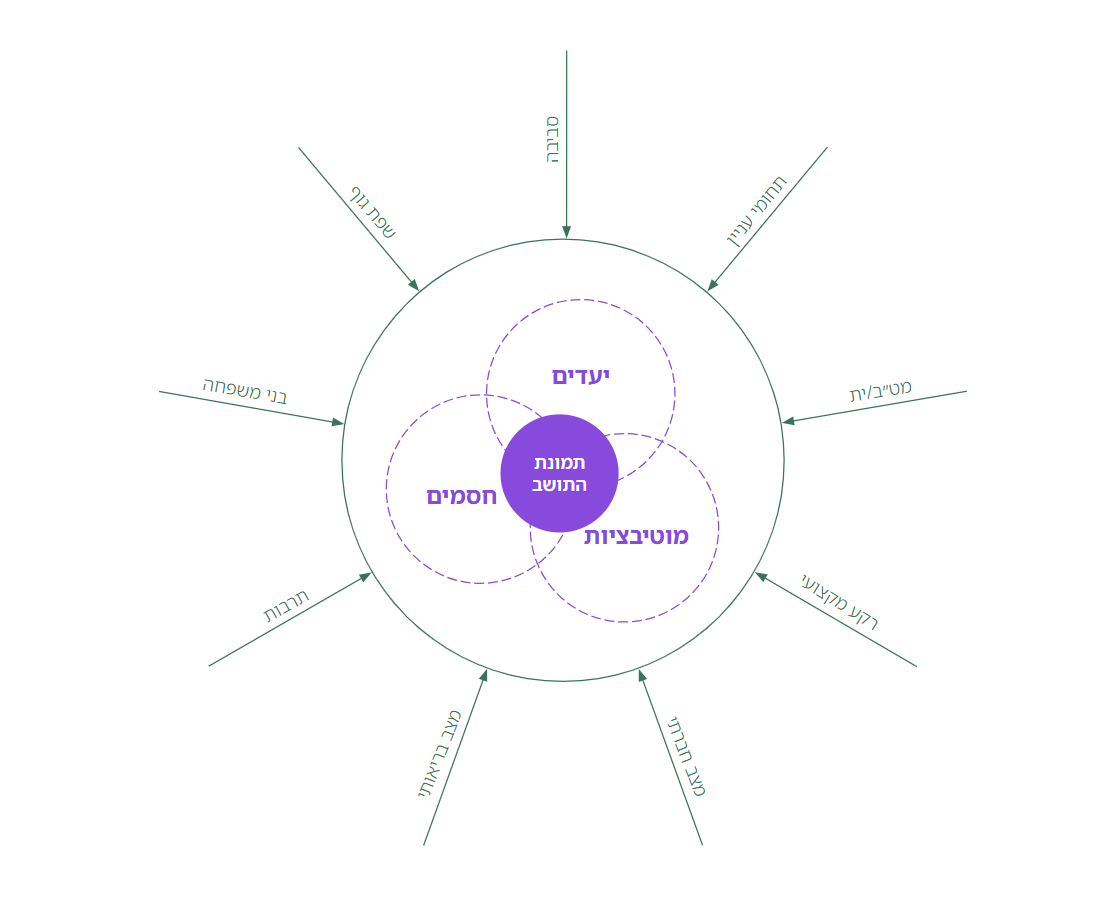 סביבה
תחומי עניין
שפת גוף
יעדים
מט״ב/ית
בני משפחה
תמונת
התושב
חסמים
מוטיבציות
רקע מקצועי
תרבות
מצב חברתי
מצב בריאותי